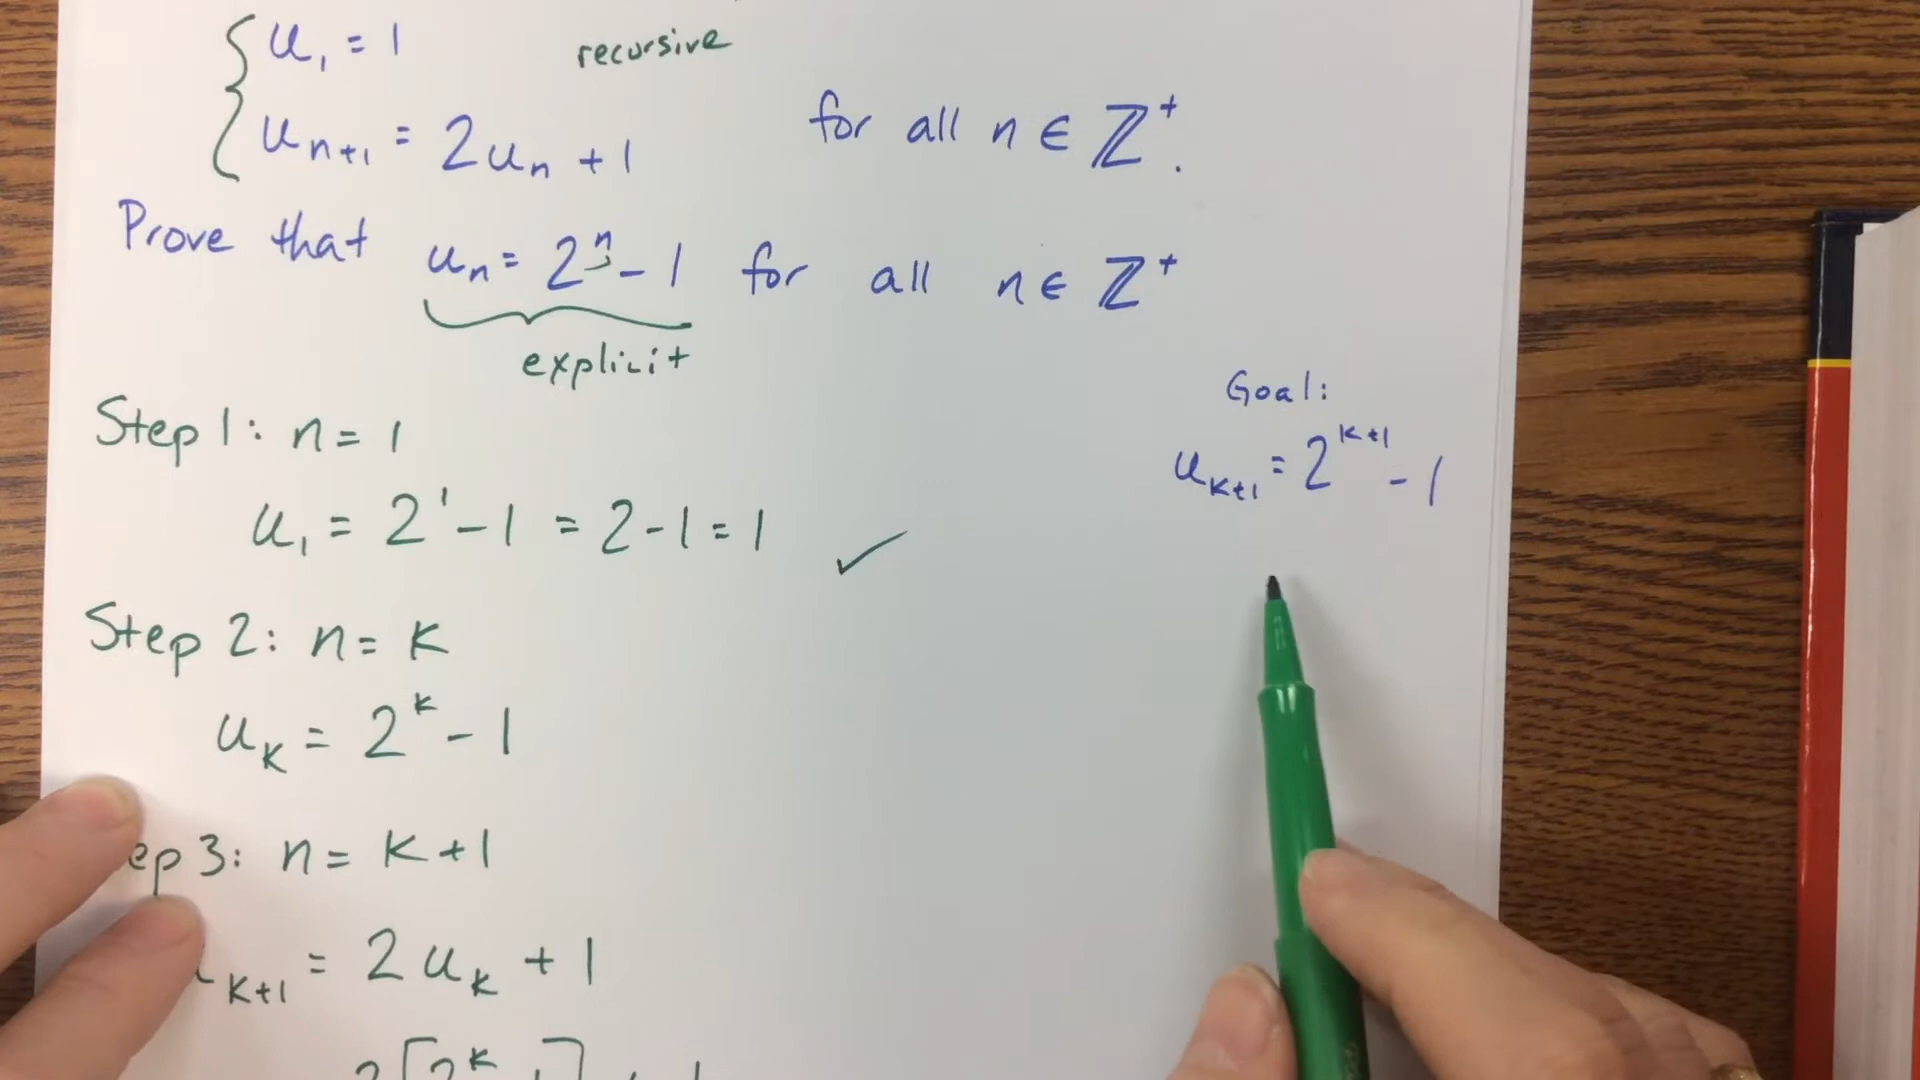 u₁ = 1 recursive
uₙ₊₁ = 2uₙ + 1 for all n ∈ ℤ⁺.
Prove that uₙ = 2ⁿ - 1 for all n ∈ ℤ⁺
explicit
Goal:
Step 1: n = 1
uₖ₊₁ = 2ᵏ⁺¹ - 1
u₁ = 2¹ - 1 = 2 - 1 = 1 ✓
Step 2: n = k
uₖ = 2ᵏ - 1
ep 3: n = k + 1
ₖ₊₁ = 2uₖ + 1